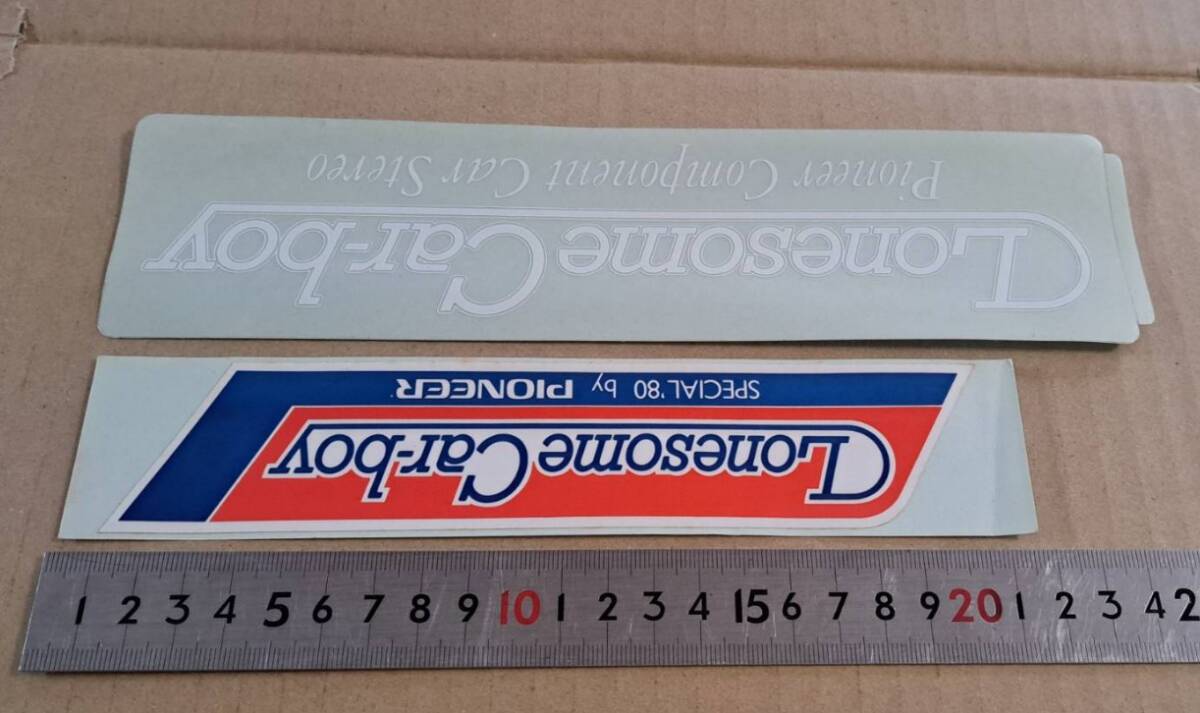 Lonesome Car-boy
Pioneer Component Car Stereo
Lonesome Car-boy
SPECIAL '80 by PIONEER
1 2 3 4 5 6 7 8 9 10 1 2 3 4 15 6 7 8 9 20 1 2 3 4 2